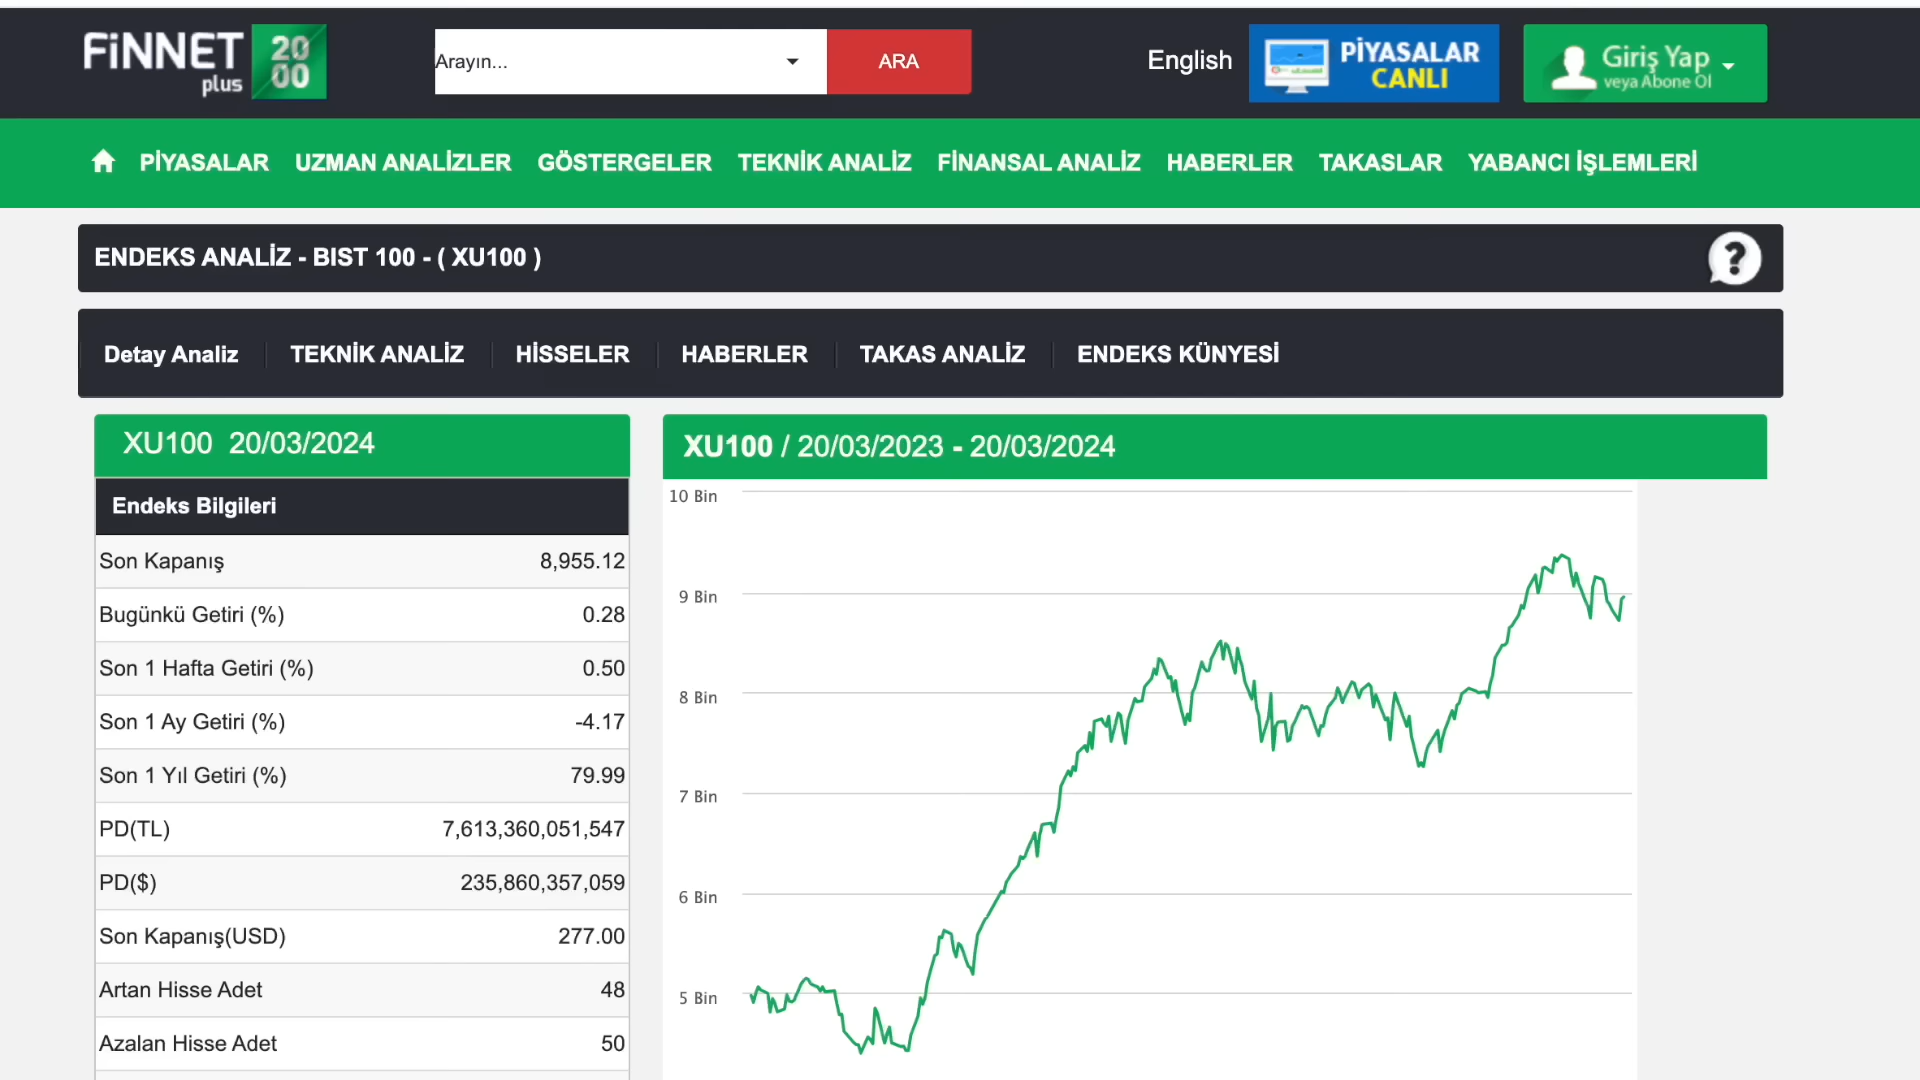 FiNNET plus 2000
Arayın...
ARA
English
PİYASALAR CANLI
Giriş Yap
veya Abone Ol
PİYASALAR UZMAN ANALİZLER GÖSTERGELER TEKNİK ANALİZ FİNANSAL ANALİZ HABERLER TAKASLAR YABANCI İŞLEMLERİ
ENDEKS ANALİZ - BIST 100 - ( XU100 )
?
Detay Analiz TEKNİK ANALİZ HİSSELER HABERLER TAKAS ANALİZ ENDEKS KÜNYESİ
XU100 20/03/2024
Endeks Bilgileri
Son Kapanış 8,955.12
Bugünkü Getiri (%) 0.28
Son 1 Hafta Getiri (%) 0.50
Son 1 Ay Getiri (%) -4.17
Son 1 Yıl Getiri (%) 79.99
PD(TL) 7,613,360,051,547
PD($) 235,860,357,059
Son Kapanış(USD) 277.00
Artan Hisse Adet 48
Azalan Hisse Adet 50
XU100 / 20/03/2023 - 20/03/2024
10 Bin
9 Bin
8 Bin
7 Bin
6 Bin
5 Bin